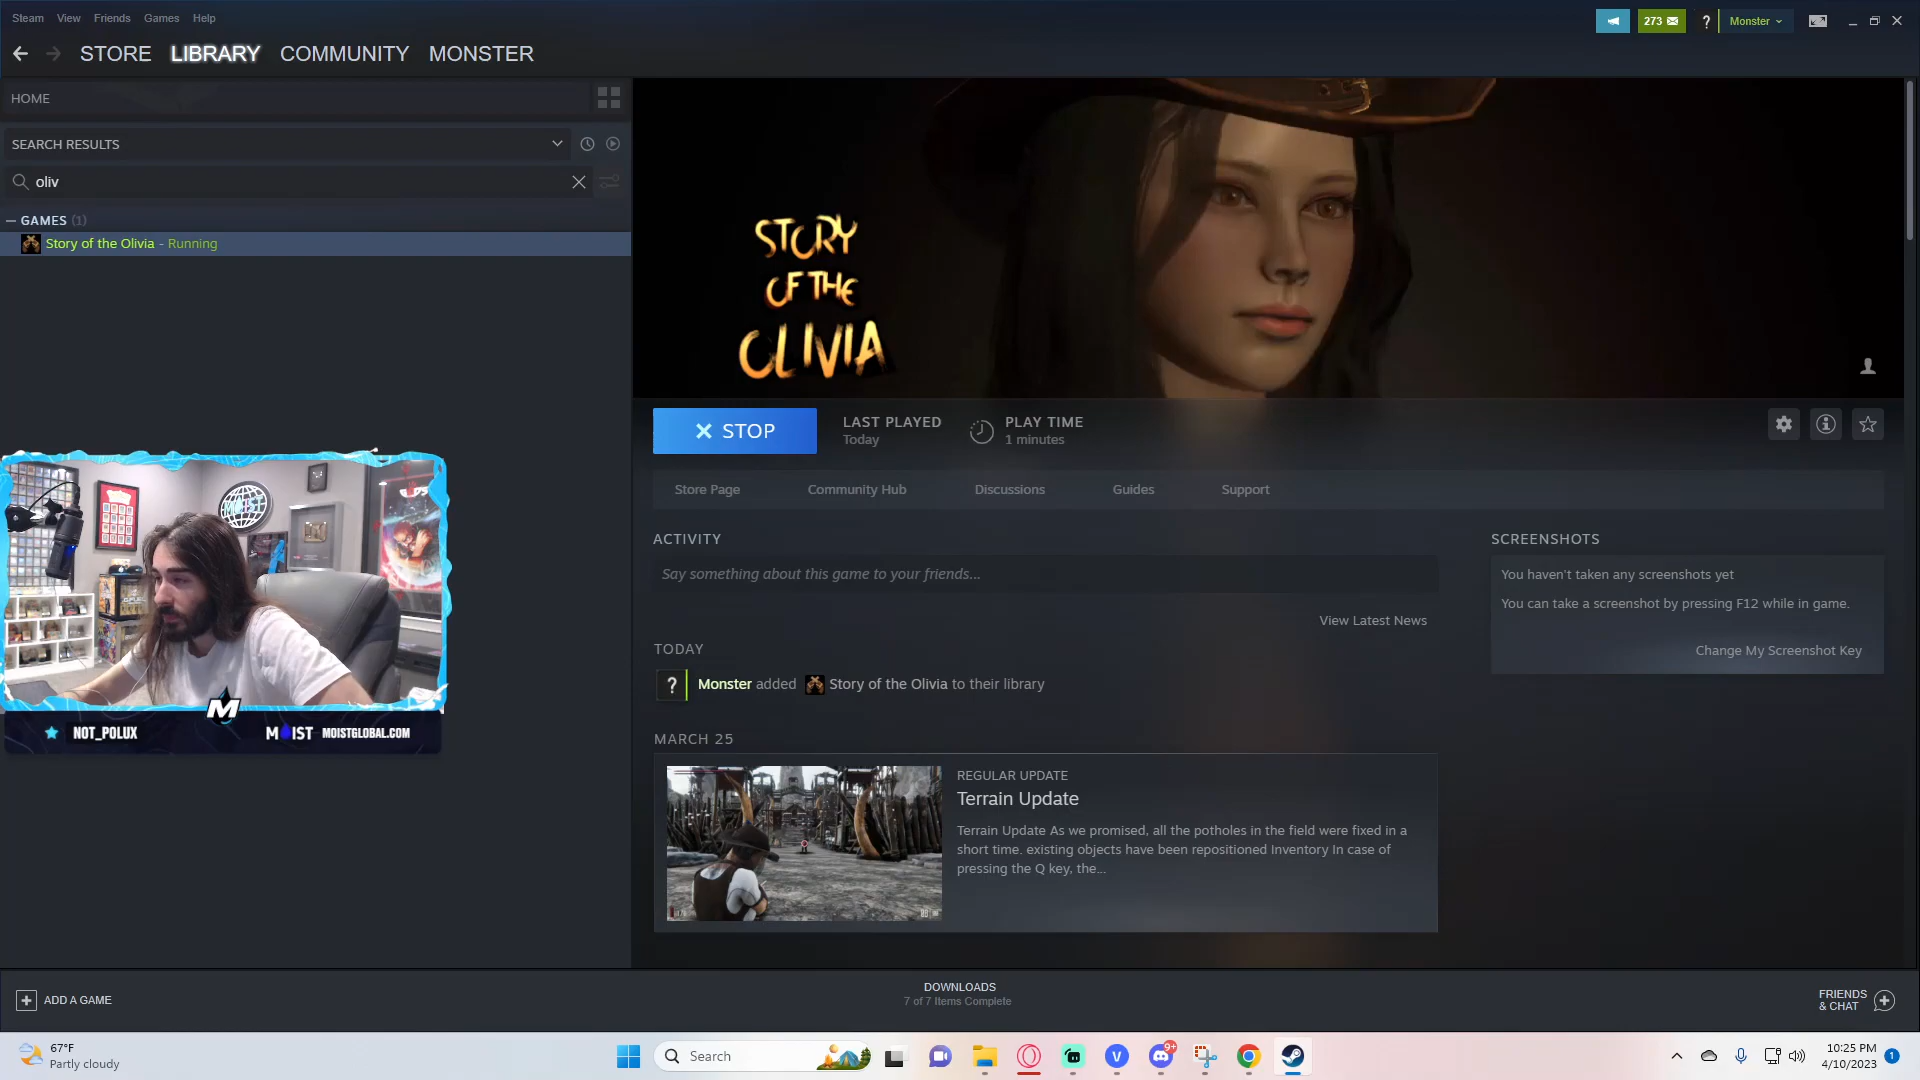 Steam View Friends Games Help
273
?
Monster
STORE LIBRARY COMMUNITY MONSTER
HOME
SEARCH RESULTS
oliv
GAMES (1)
Story of the Olivia - Running
STORY
OF THE
OLIVIA
STOP
LAST PLAYED
Today
PLAY TIME
1 minutes
Store Page Community Hub Discussions Guides Support
ACTIVITY
Say something about this game to your friends...
View Latest News
SCREENSHOTS
You haven't taken any screenshots yet
You can take a screenshot by pressing F12 while in game.
Change My Screenshot Key
TODAY
? Monster added Story of the Olivia to their library
MARCH 25
REGULAR UPDATE
Terrain Update
Terrain Update As we promised, all the potholes in the field were fixed in a
short time. existing objects have been repositioned Inventory In case of
pressing the Q key, the...
M
NOT_POLUX MOIST MOISTGLOBAL.COM
ADD A GAME
DOWNLOADS
7 of 7 Items Complete
FRIENDS
& CHAT
67°F
Partly cloudy
Search
V
9+
10:25 PM
4/10/2023
1